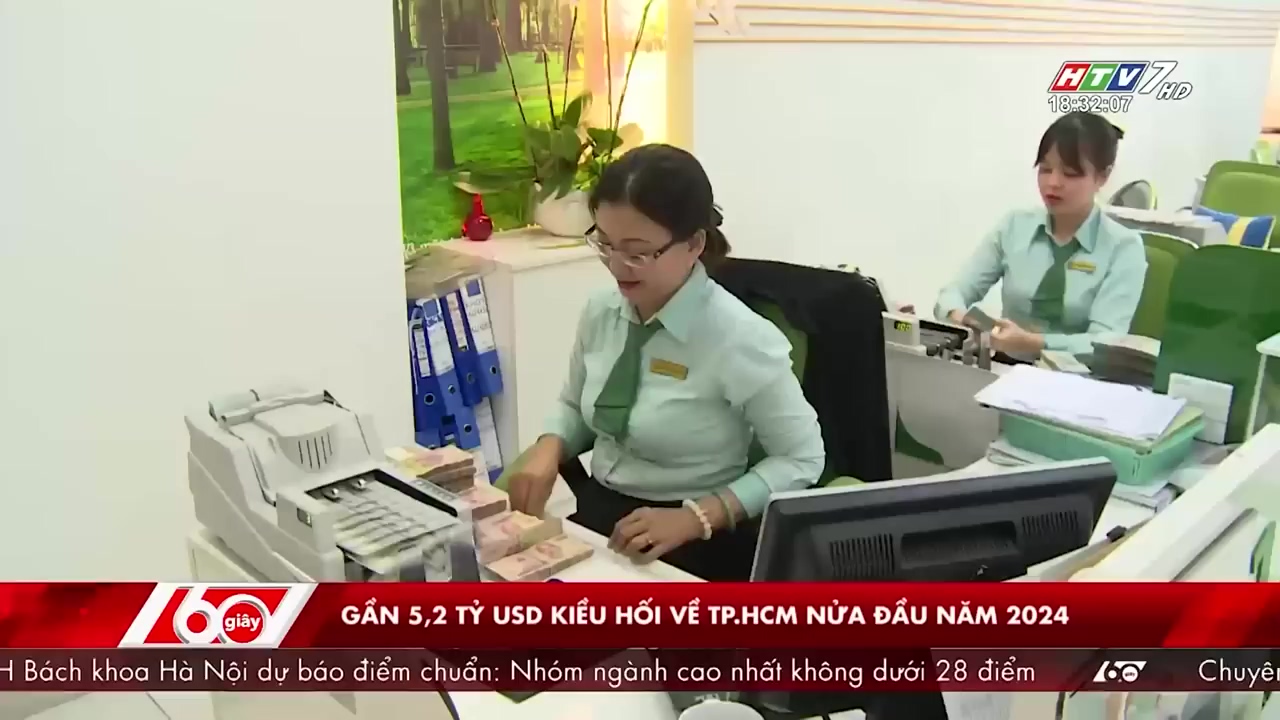 HTV7 HD
18:32:07
60 giây
GẦN 5,2 TỶ USD KIỀU HỐI VỀ TP.HCM NỬA ĐẦU NĂM 2024
H Bách khoa Hà Nội dự báo điểm chuẩn: Nhóm ngành cao nhất không dưới 28 điểm 60 giây Chuyên